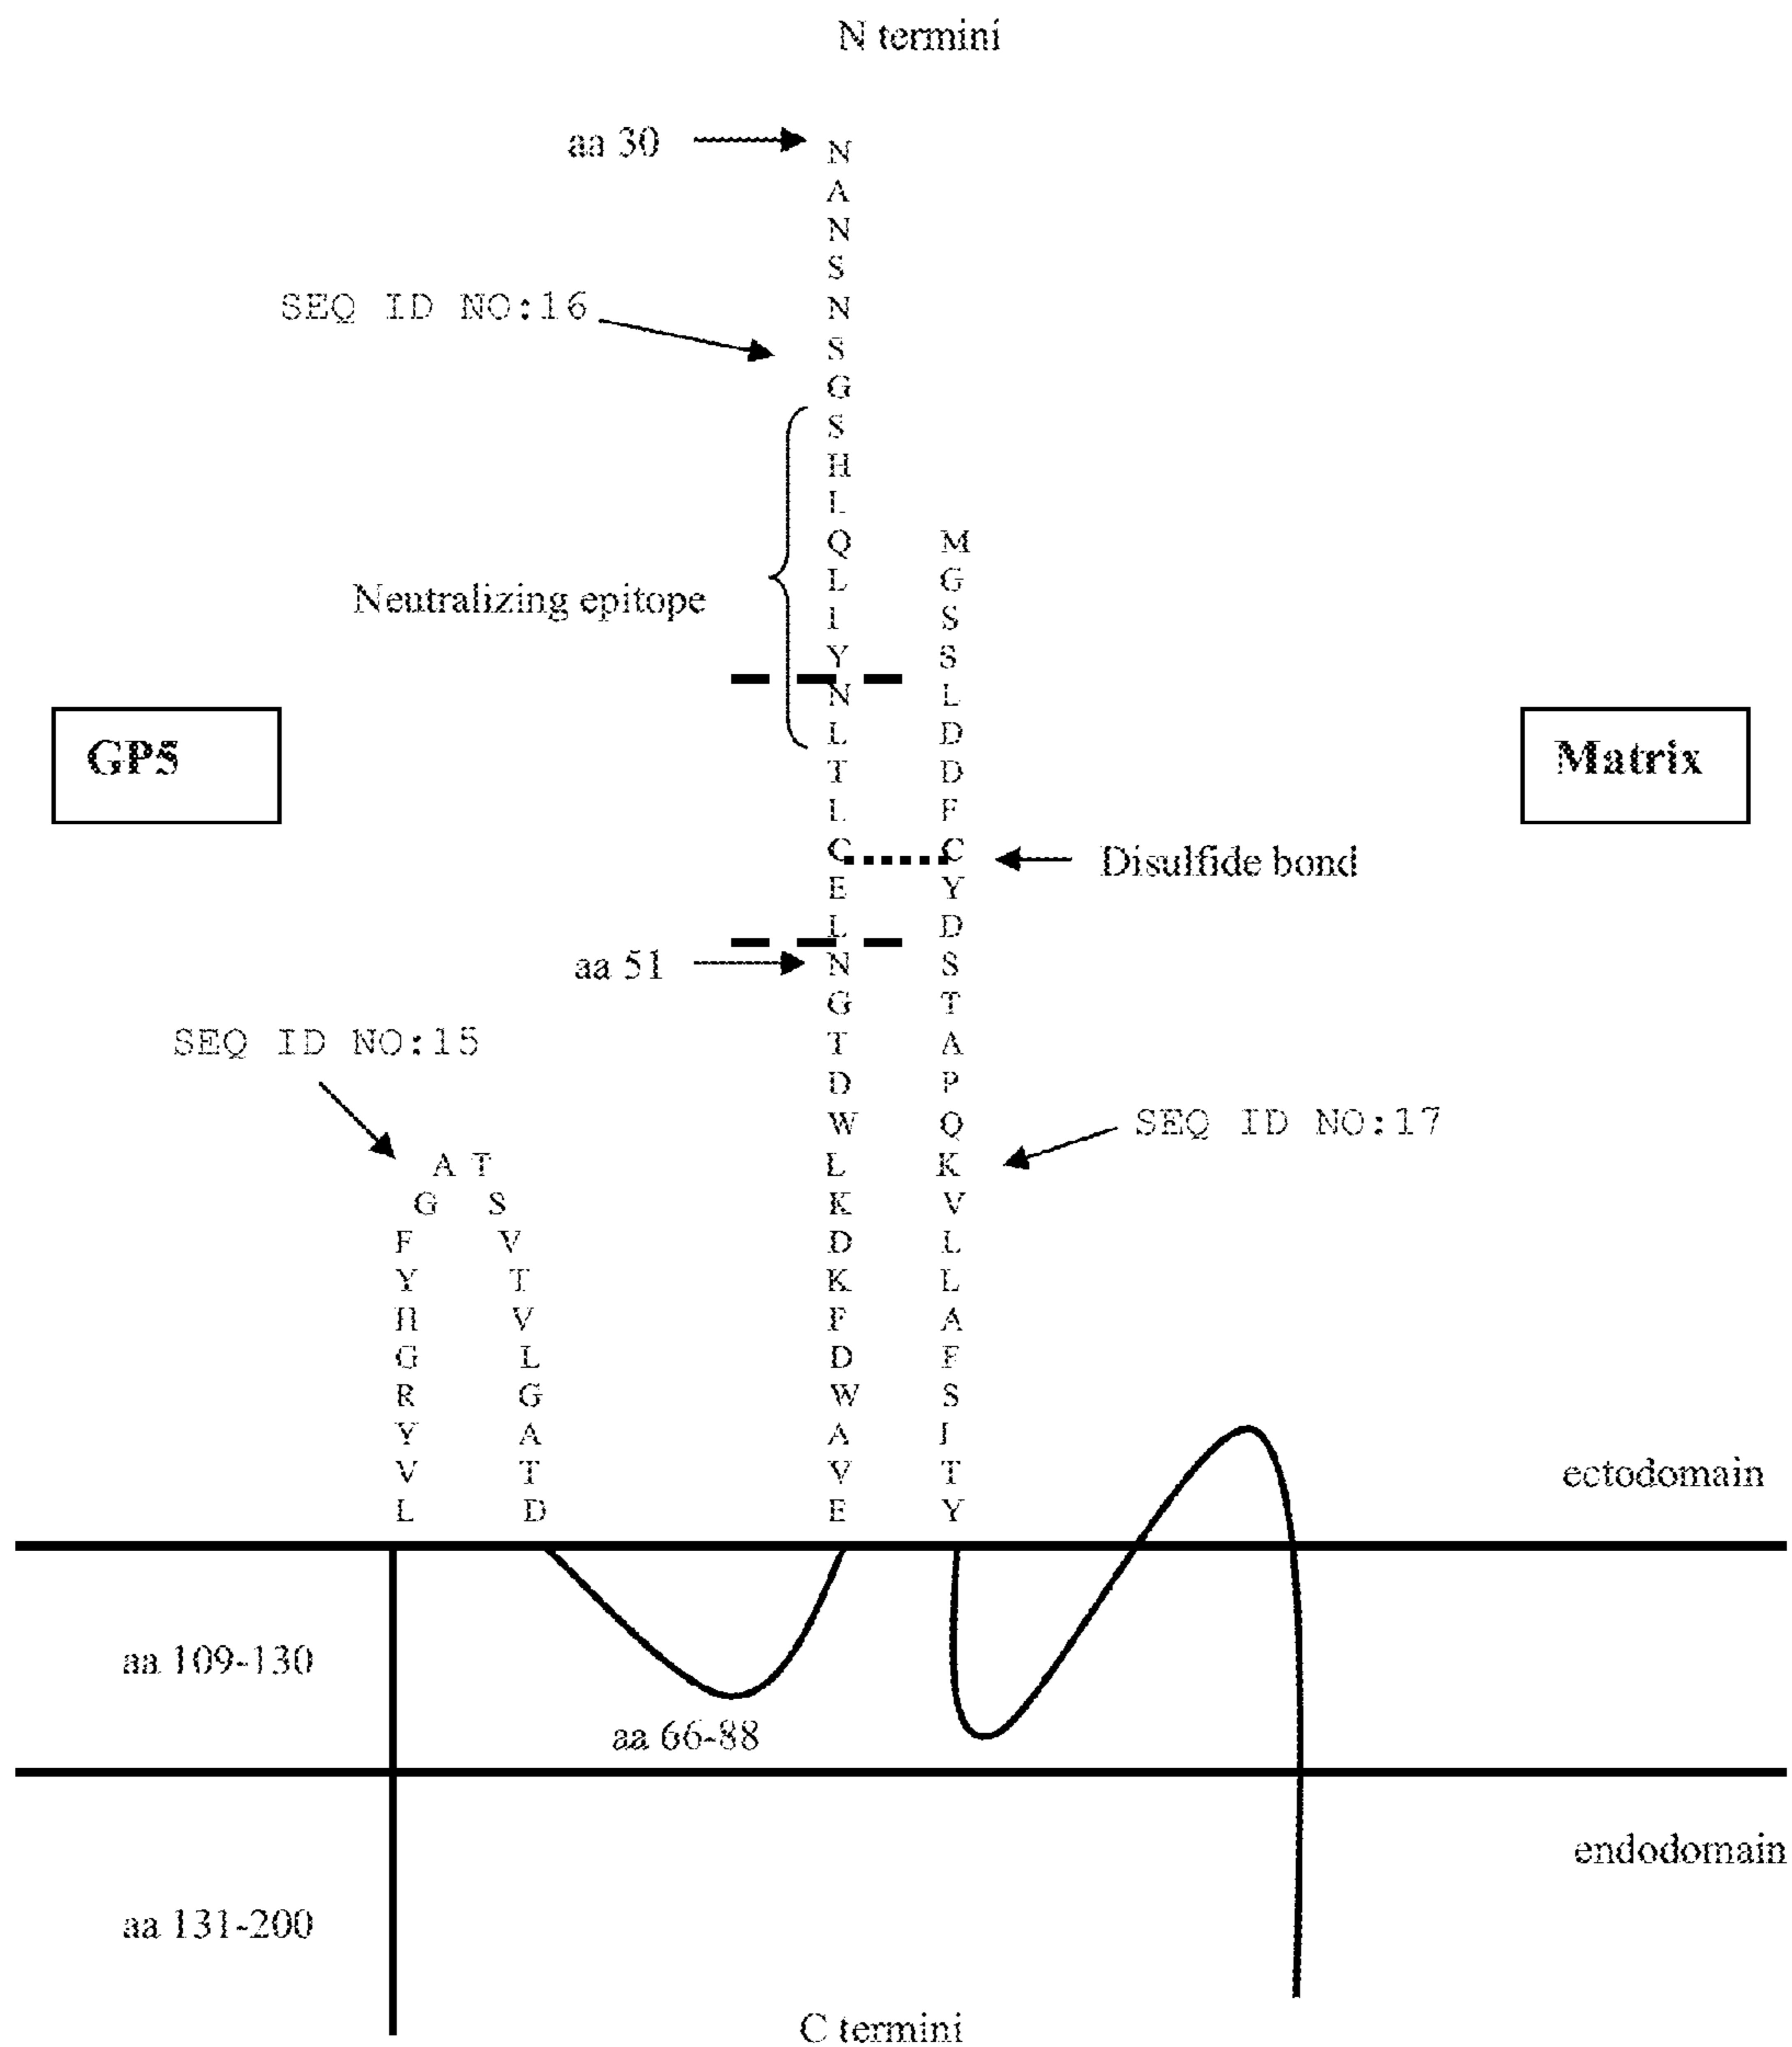 N termini
aa 30
N
A
N
S
N
SEQ ID NO:16
S
G
S
H
L
Q M
L G
Neutralizing epitope
I S
Y S
N L
GP5
L D
Matrix
T D
L F
C C
Disulfide bond
E Y
L D
aa 51
N S
G T
SEQ ID NO:15
T A
D P
W Q
SEQ ID NO:17
A T L K
G S K V
F V D L
Y T K L
H V F A
G L D F
R G W S
Y A A I
V T V T
ectodomain
L D E Y
aa 109-130
aa 66-88
endodomain
aa 131-200
C termini